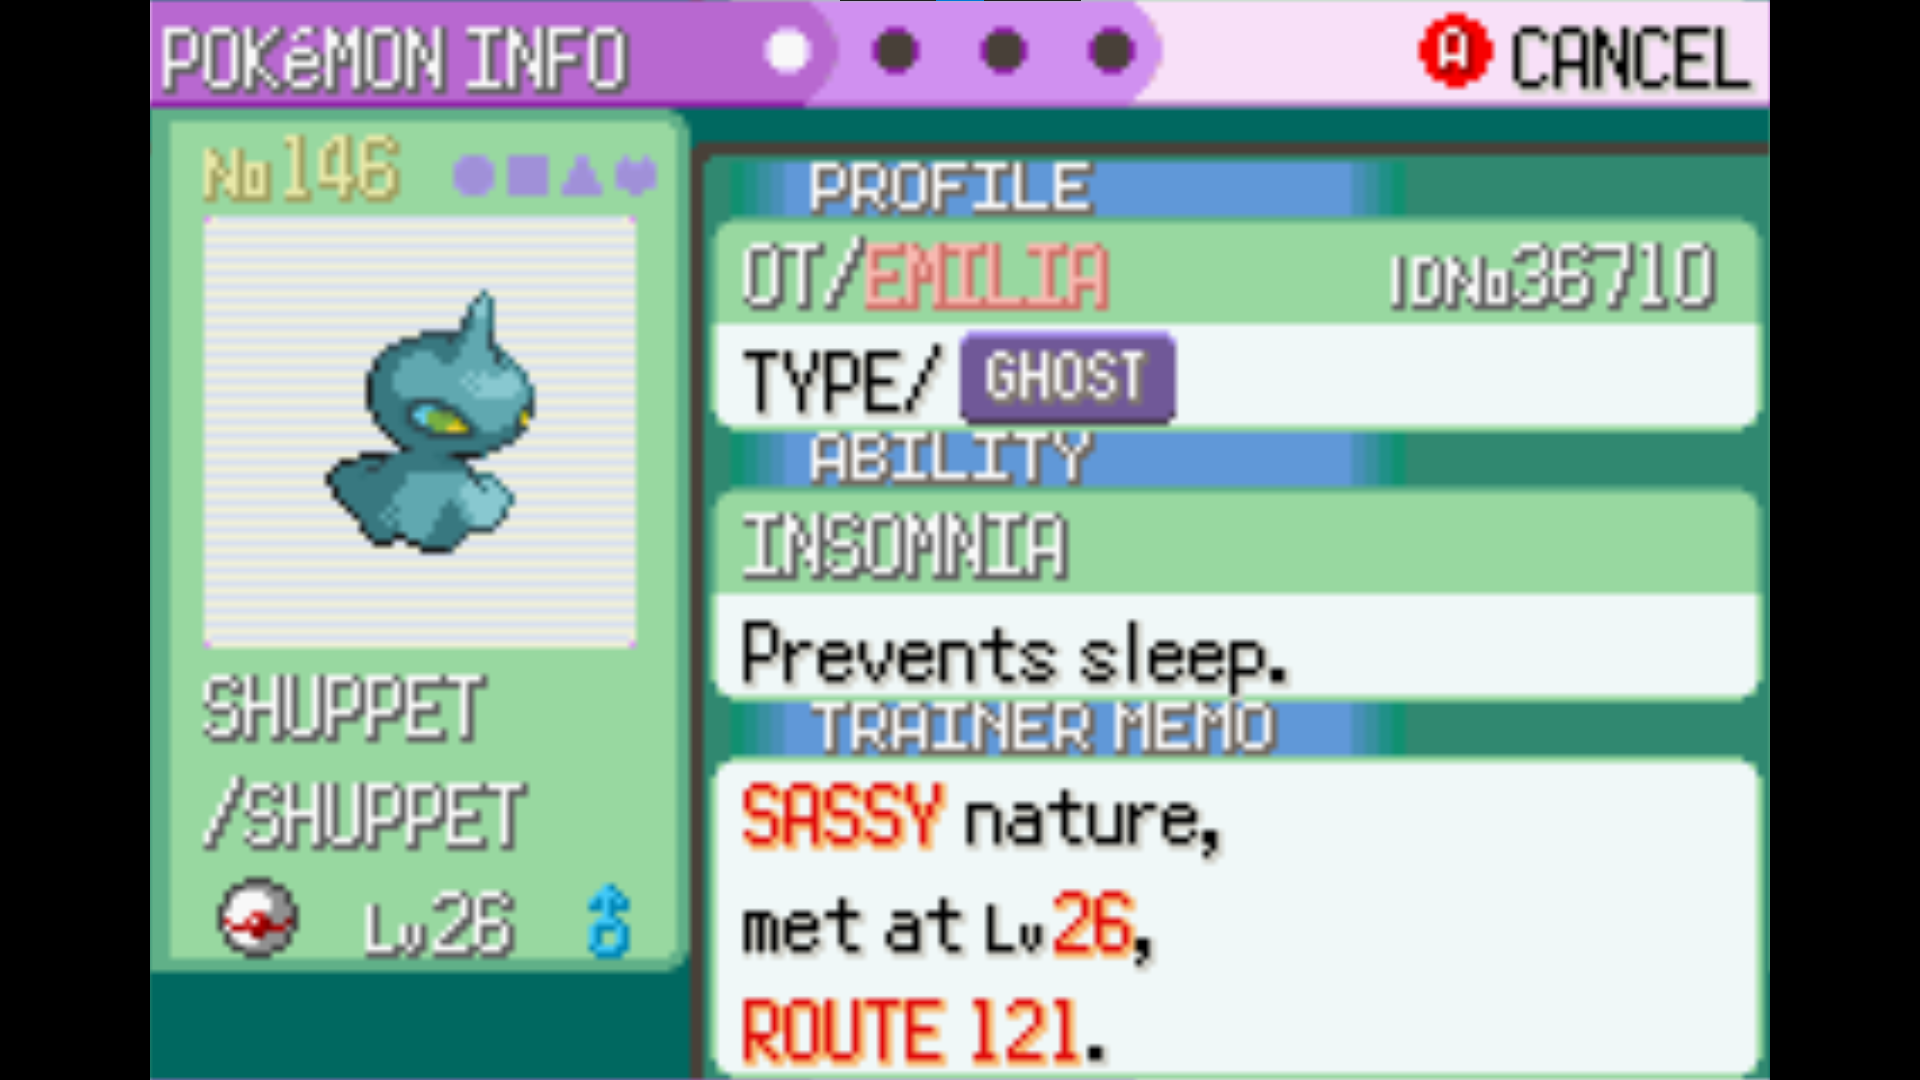 POKéMON INFO
A CANCEL
No146
PROFILE
OT/EMILIA
IDNo36710
TYPE/ GHOST
ABILITY
INSOMNIA
Prevents sleep.
TRAINER MEMO
SASSY nature,
met at Lv26,
ROUTE 121.
SHUPPET
/SHUPPET
Lv26 ♂